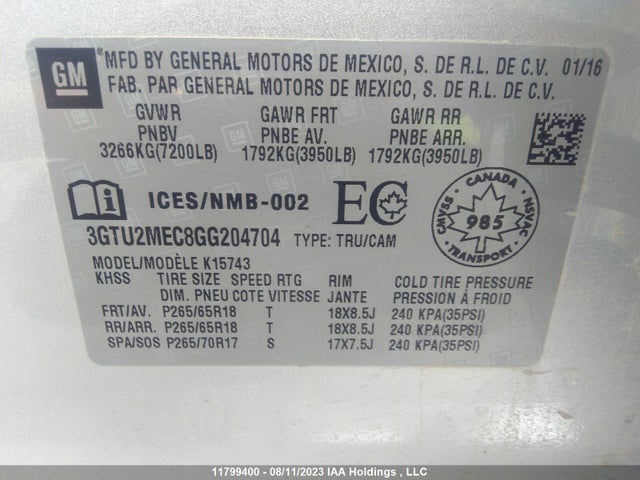 GM ® MFD BY GENERAL MOTORS DE MEXICO, S. DE R.L. DE C.V. 01/16
FAB. PAR GENERAL MOTORS DE MEXICO, S. DE R.L. DE C.V.
GVWR GAWR FRT GAWR RR
PNBV PNBE AV. PNBE ARR.
3266KG(7200LB) 1792KG(3950LB) 1792KG(3950LB)
ICES/NMB-002 EC
CANADA
CMVSS 985 NSVAC
TRANSPORT
3GTU2MEC8GG204704 TYPE: TRU/CAM
MODEL/MODÈLE K15743
KHSS TIRE SIZE SPEED RTG RIM COLD TIRE PRESSURE
DIM. PNEU COTE VITESSE JANTE PRESSION À FROID
FRT/AV. P265/65R18 T 18X8.5J 240 KPA(35PSI)
RR/ARR. P265/65R18 T 18X8.5J 240 KPA(35PSI)
SPA/SOS P265/70R17 S 17X7.5J 240 KPA(35PSI)
11799400 - 08/11/2023 IAA Holdings , LLC